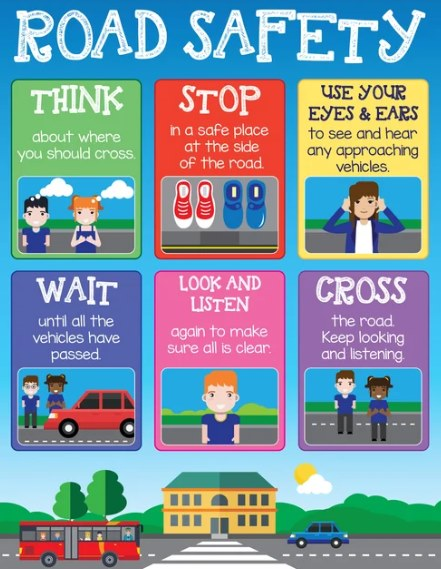 ROAD SAFETY
THINK
about where
you should cross.
STOP
in a safe place
at the side
of the road.
USE YOUR
EYES & EARS
to see and hear
any approaching
vehicles.
WAIT
until all the
vehicles have
passed.
LOOK AND
LISTEN
again to make
sure all is clear.
CROSS
the road.
Keep looking
and listening.